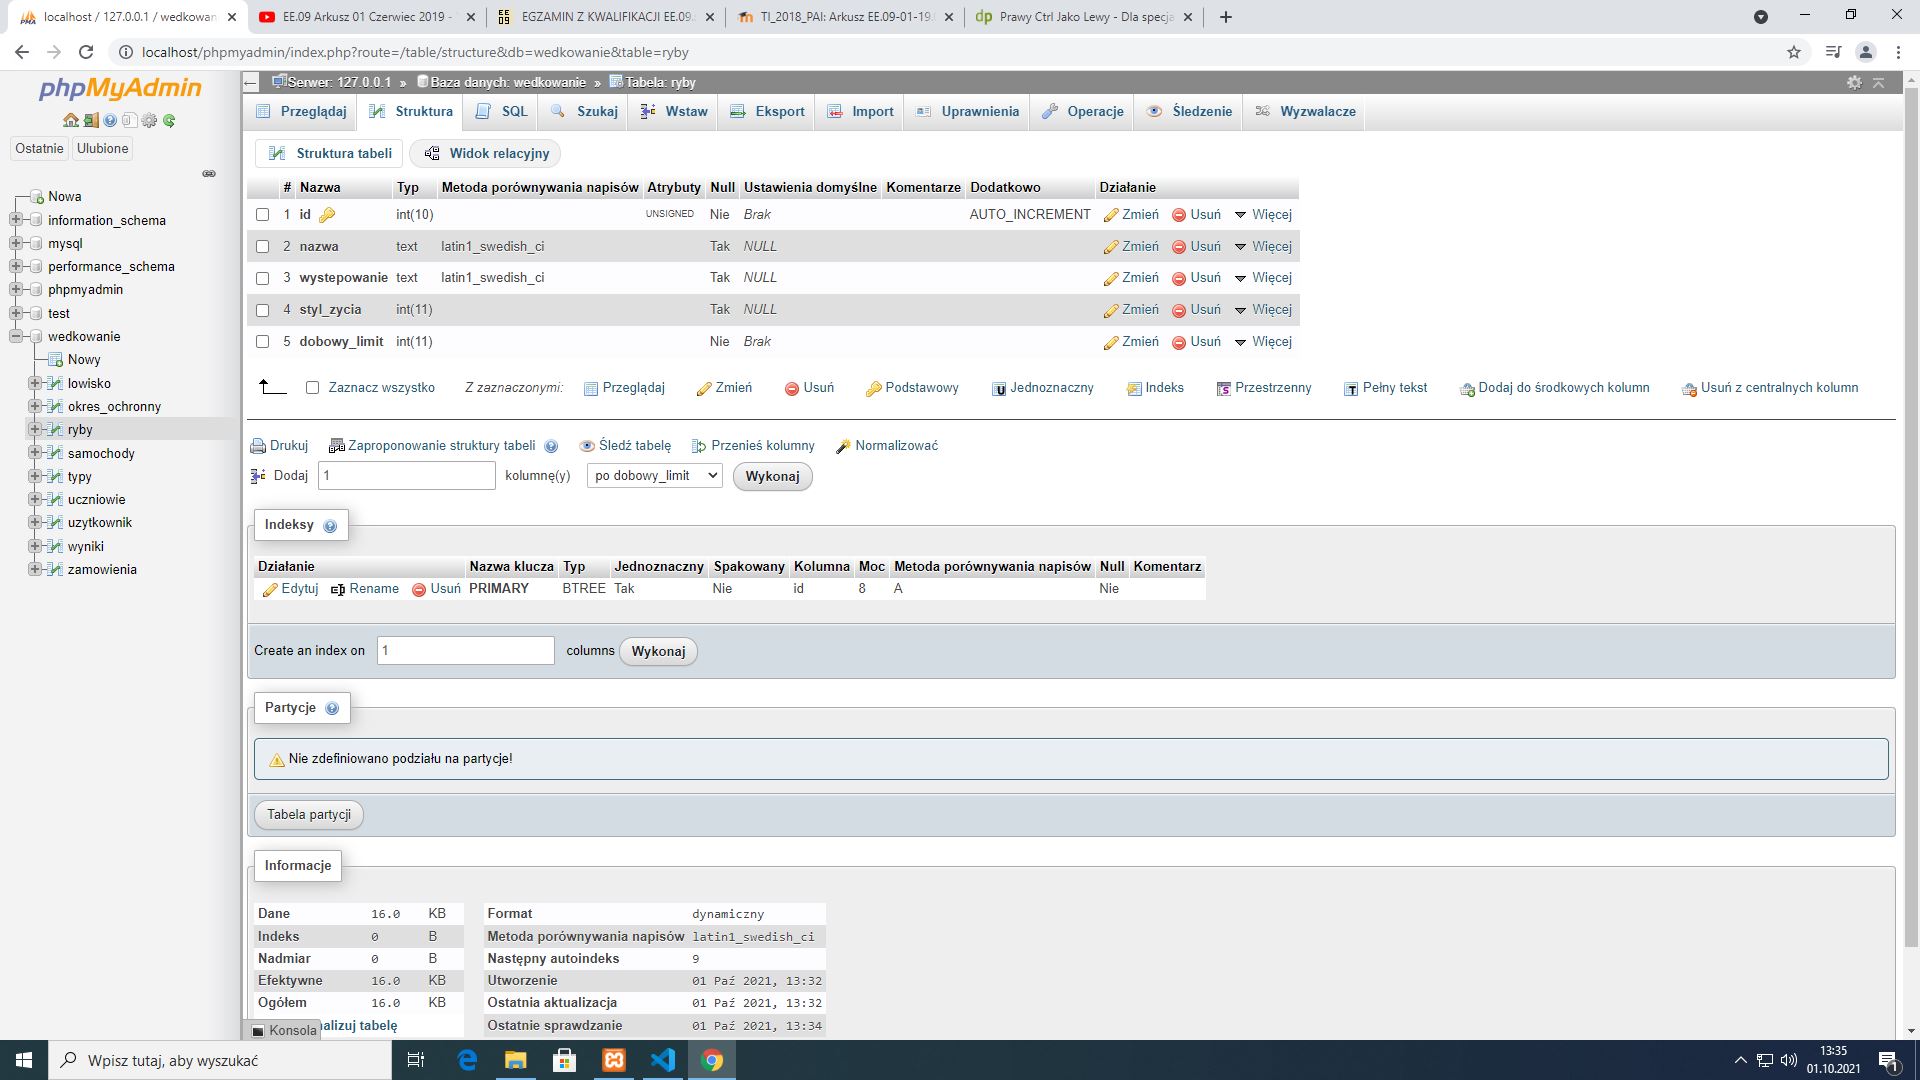 localhost / 127.0.0.1 / wedkowan
EE.09 Arkusz 01 Czerwiec 2019 -
EGZAMIN Z KWALIFIKACJI EE.09
TI_2018_PAI: Arkusz EE.09-01-19.0
dp Prawy Ctrl Jako Lewy - Dla specja
localhost/phpmyadmin/index.php?route=/table/structure&db=wedkowanie&table=ryby
phpMyAdmin
Ostatnie Ulubione
Nowa
information_schema
mysql
performance_schema
phpmyadmin
test
wedkowanie
Nowy
lowisko
okres_ochronny
ryby
samochody
typy
uczniowie
uzytkownik
wyniki
zamowienia
Serwer: 127.0.0.1 » Baza danych: wedkowanie » Tabela: ryby
Przeglądaj Struktura SQL Szukaj Wstaw Eksport Import Uprawnienia Operacje Śledzenie Wyzwalacze
Struktura tabeli Widok relacyjny
# Nazwa Typ Metoda porównywania napisów Atrybuty Null Ustawienia domyślne Komentarze Dodatkowo Działanie
1 id int(10) UNSIGNED Nie Brak AUTO_INCREMENT Zmień Usuń Więcej
2 nazwa text latin1_swedish_ci Tak NULL Zmień Usuń Więcej
3 wystepowanie text latin1_swedish_ci Tak NULL Zmień Usuń Więcej
4 styl_zycia int(11) Tak NULL Zmień Usuń Więcej
5 dobowy_limit int(11) Nie Brak Zmień Usuń Więcej
Zaznacz wszystko Z zaznaczonymi: Przeglądaj Zmień Usuń Podstawowy Jednoznaczny Indeks Przestrzenny Pełny tekst Dodaj do środkowych kolumn Usuń z centralnych kolumn
Drukuj Zaproponowanie struktury tabeli Śledź tabelę Przenieś kolumny Normalizować
Dodaj 1 kolumnę(y) po dobowy_limit Wykonaj
Indeksy
Działanie Nazwa klucza Typ Jednoznaczny Spakowany Kolumna Moc Metoda porównywania napisów Null Komentarz
Edytuj Rename Usuń PRIMARY BTREE Tak Nie id 8 A Nie
Create an index on 1 columns Wykonaj
Partycje
Nie zdefiniowano podziału na partycje!
Tabela partycji
Informacje
Dane 16.0 KB
Indeks 0 B
Nadmiar 0 B
Efektywne 16.0 KB
Ogółem 16.0 KB
alizuj tabelę
Format dynamiczny
Metoda porównywania napisów latin1_swedish_ci
Następny autoindeks 9
Utworzenie 01 Paź 2021, 13:32
Ostatnia aktualizacja 01 Paź 2021, 13:32
Ostatnie sprawdzanie 01 Paź 2021, 13:34
Konsola
Wpisz tutaj, aby wyszukać
13:35
01.10.2021
1